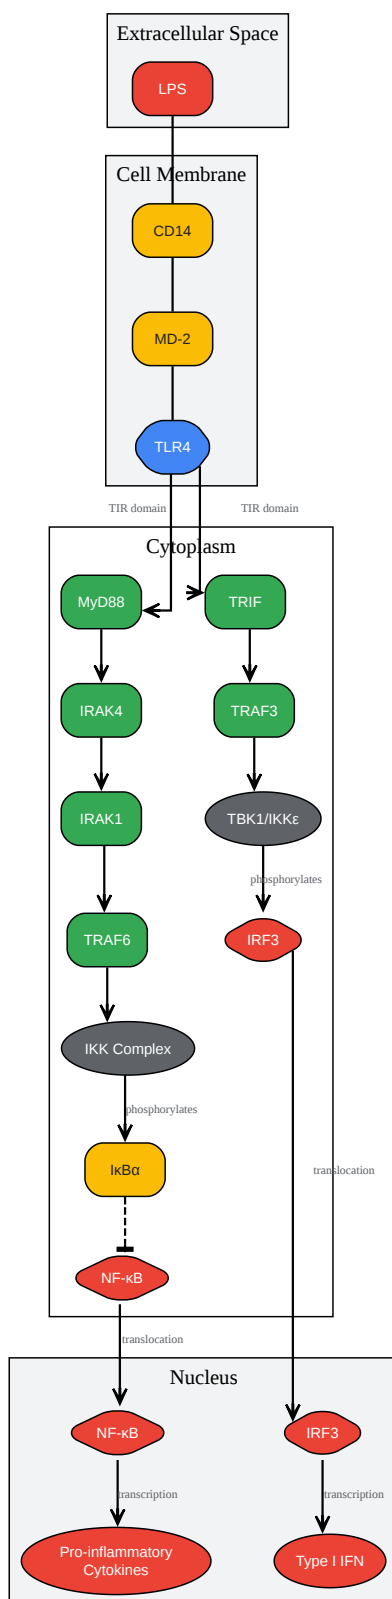 Extracellular Space
LPS
Cell Membrane
CD14
MD-2
TLR4
TIR domain
TIR domain
Cytoplasm
MyD88
TRIF
IRAK4
TRAF3
IRAK1
TBK1/IKKε
phosphorylates
TRAF6
IRF3
IKK Complex
phosphorylates
IκBα
translocation
NF-κB
translocation
Nucleus
NF-κB
IRF3
transcription
transcription
Pro-inflammatory
Cytokines
Type I IFN